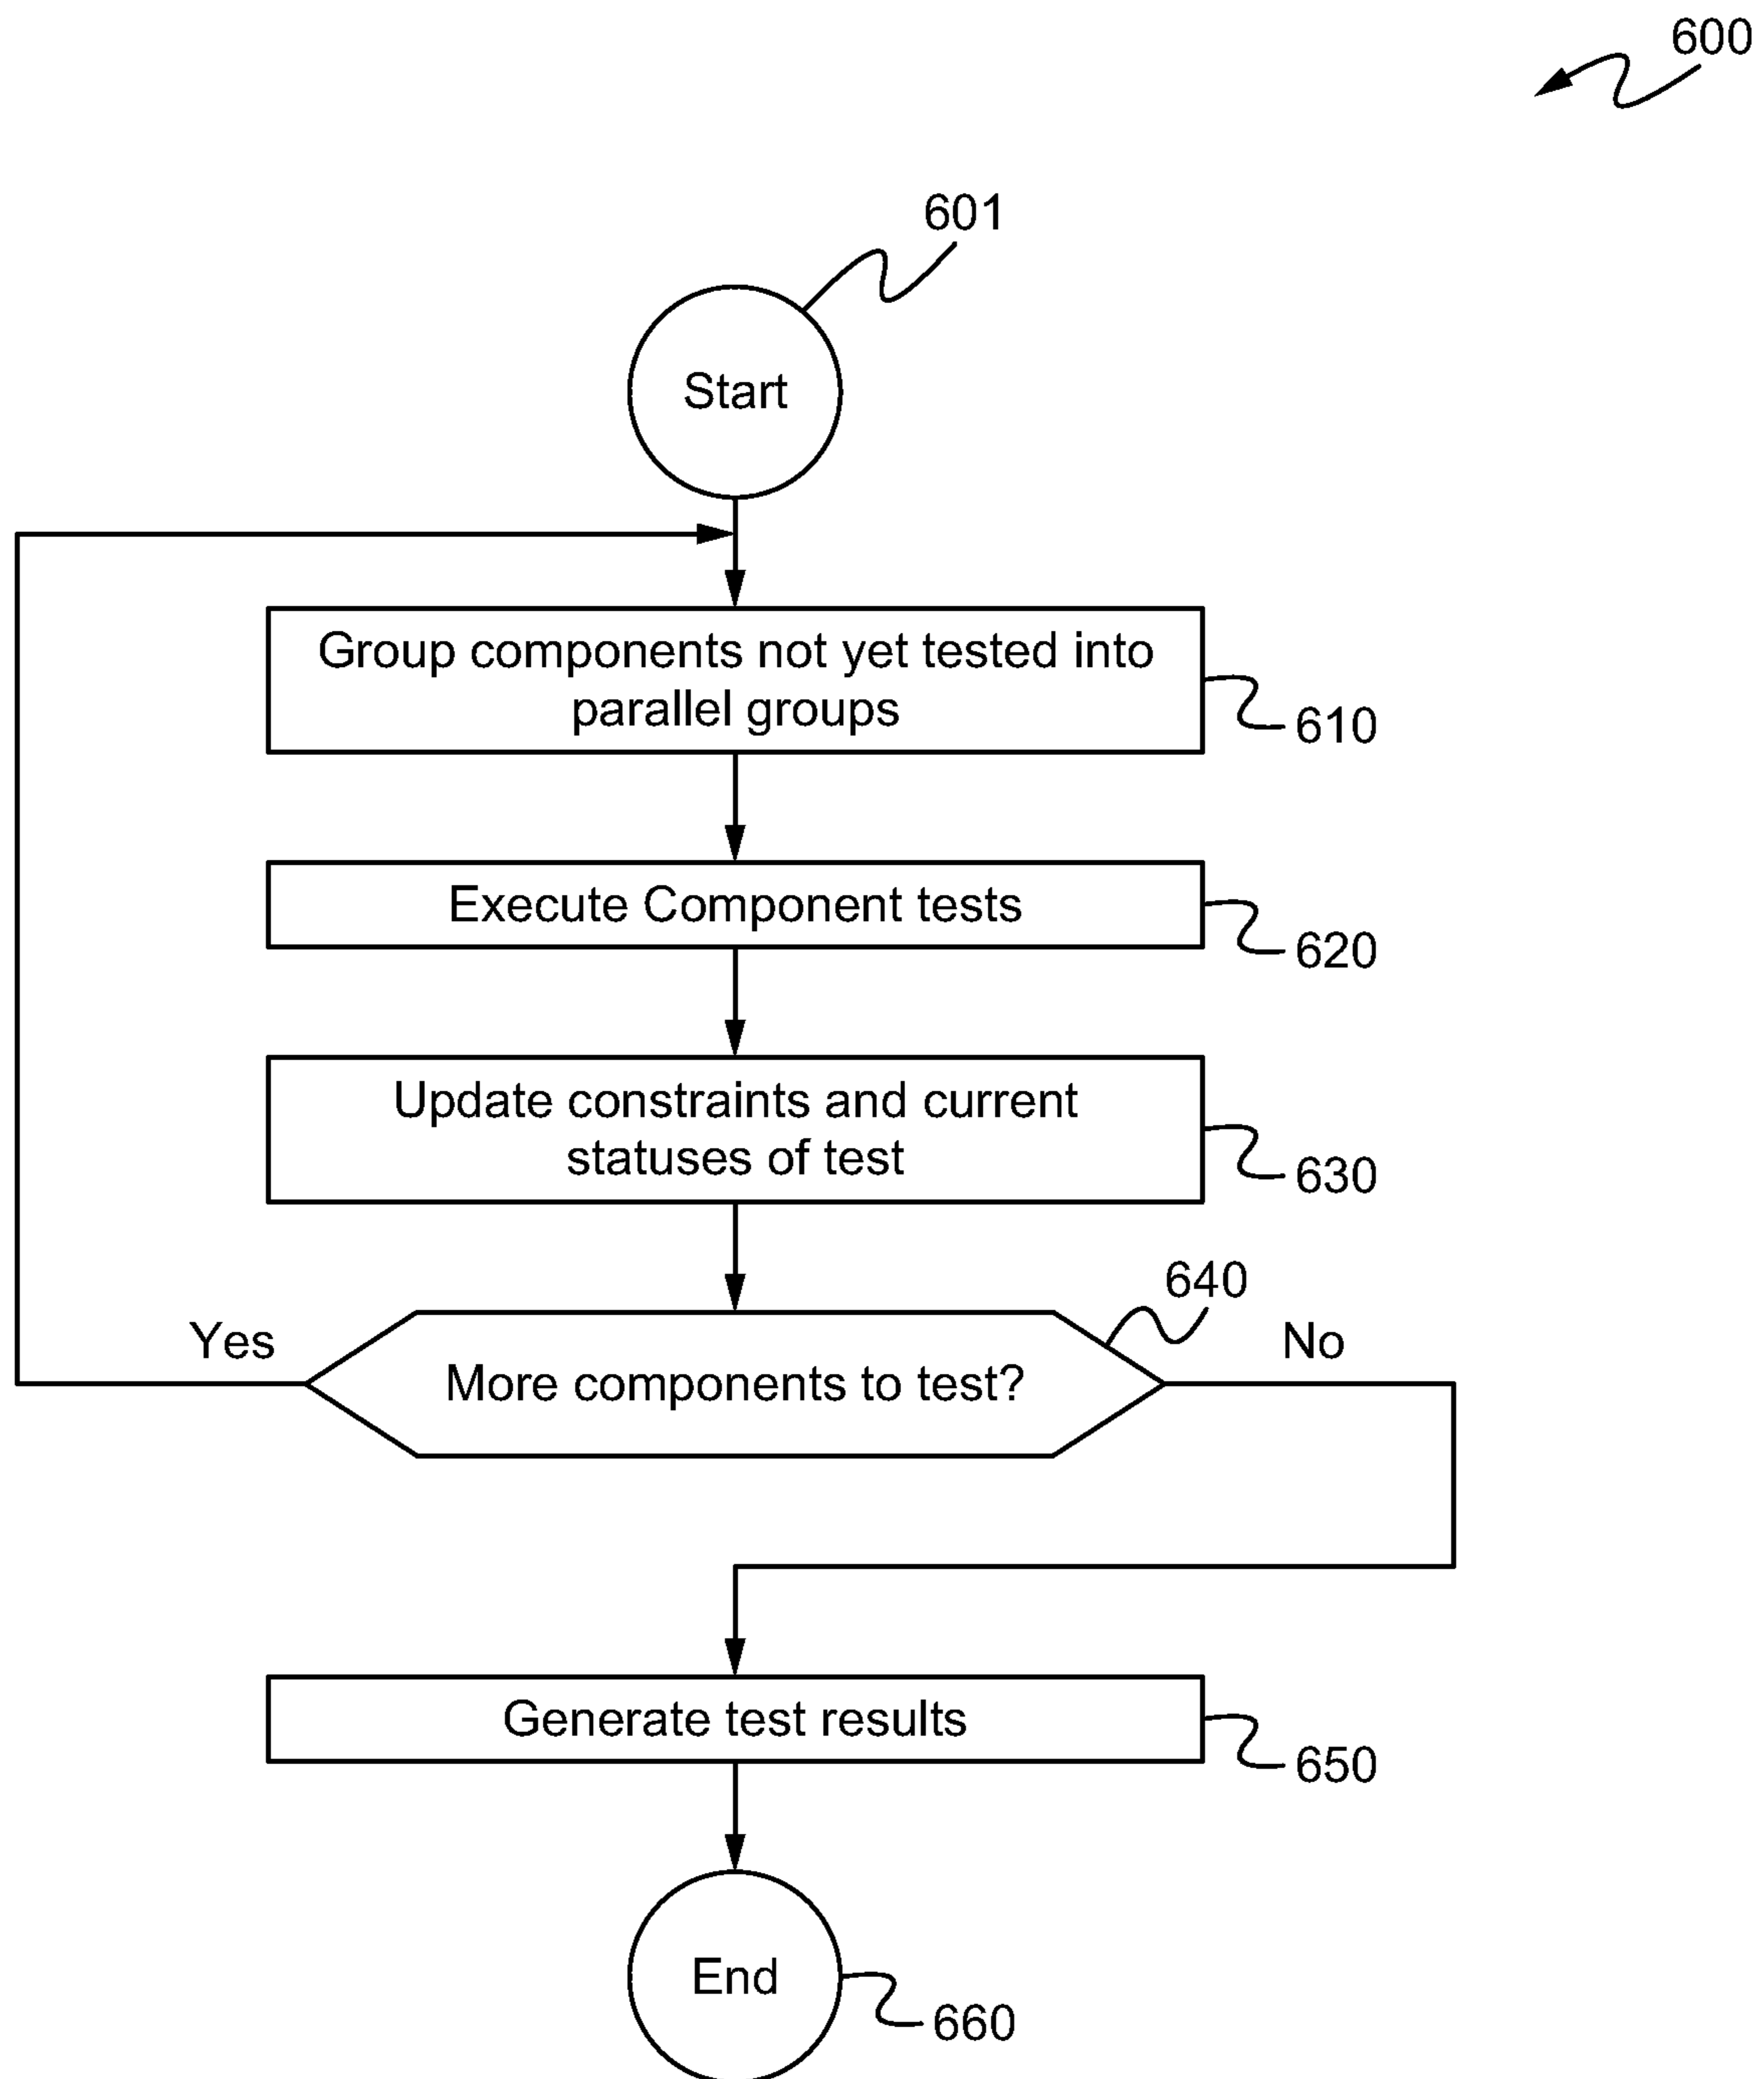 600
601
Start
Group components not yet tested into
parallel groups
610
Execute Component tests
620
Update constraints and current
statuses of test
630
640
Yes
More components to test?
No
Generate test results
650
End
660